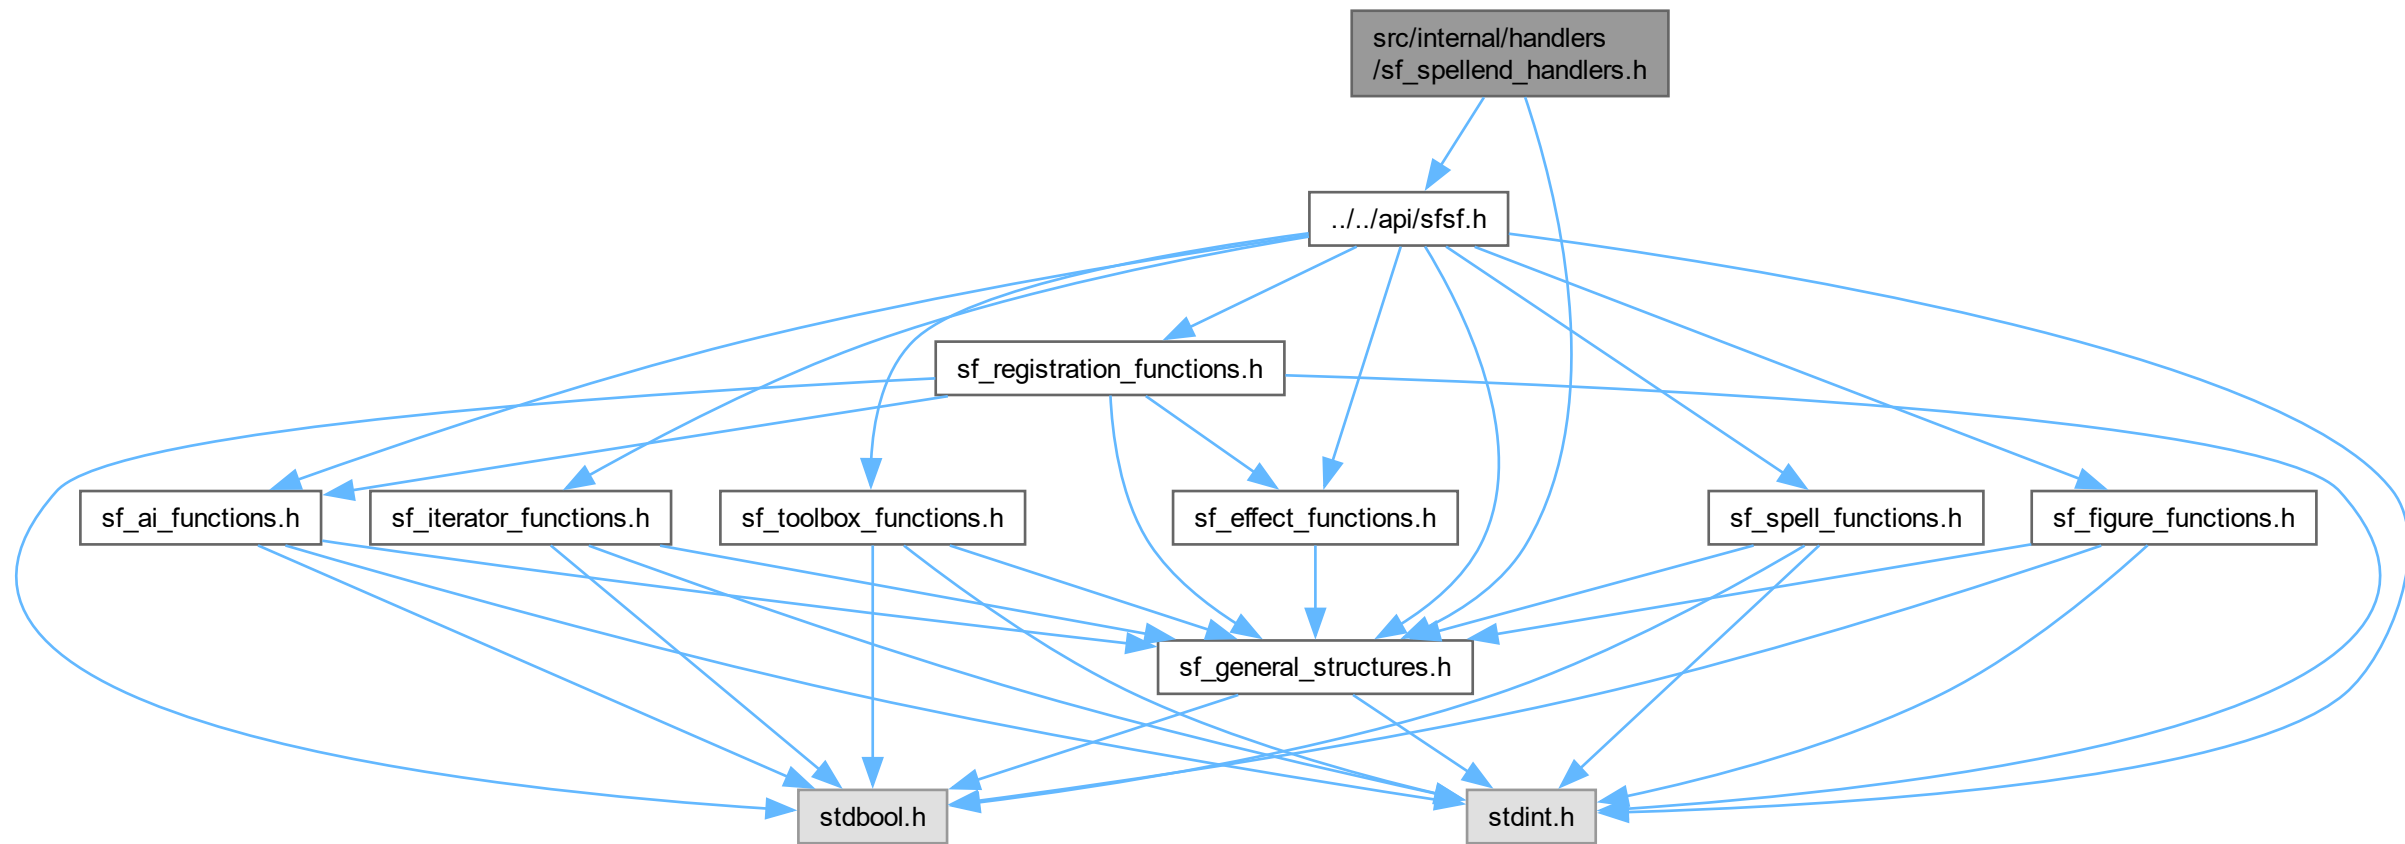 src/internal/handlers
/sf_spellend_handlers.h
../../api/sfsf.h
sf_registration_functions.h
sf_ai_functions.h
sf_iterator_functions.h
sf_toolbox_functions.h
sf_effect_functions.h
sf_spell_functions.h
sf_figure_functions.h
sf_general_structures.h
stdbool.h
stdint.h